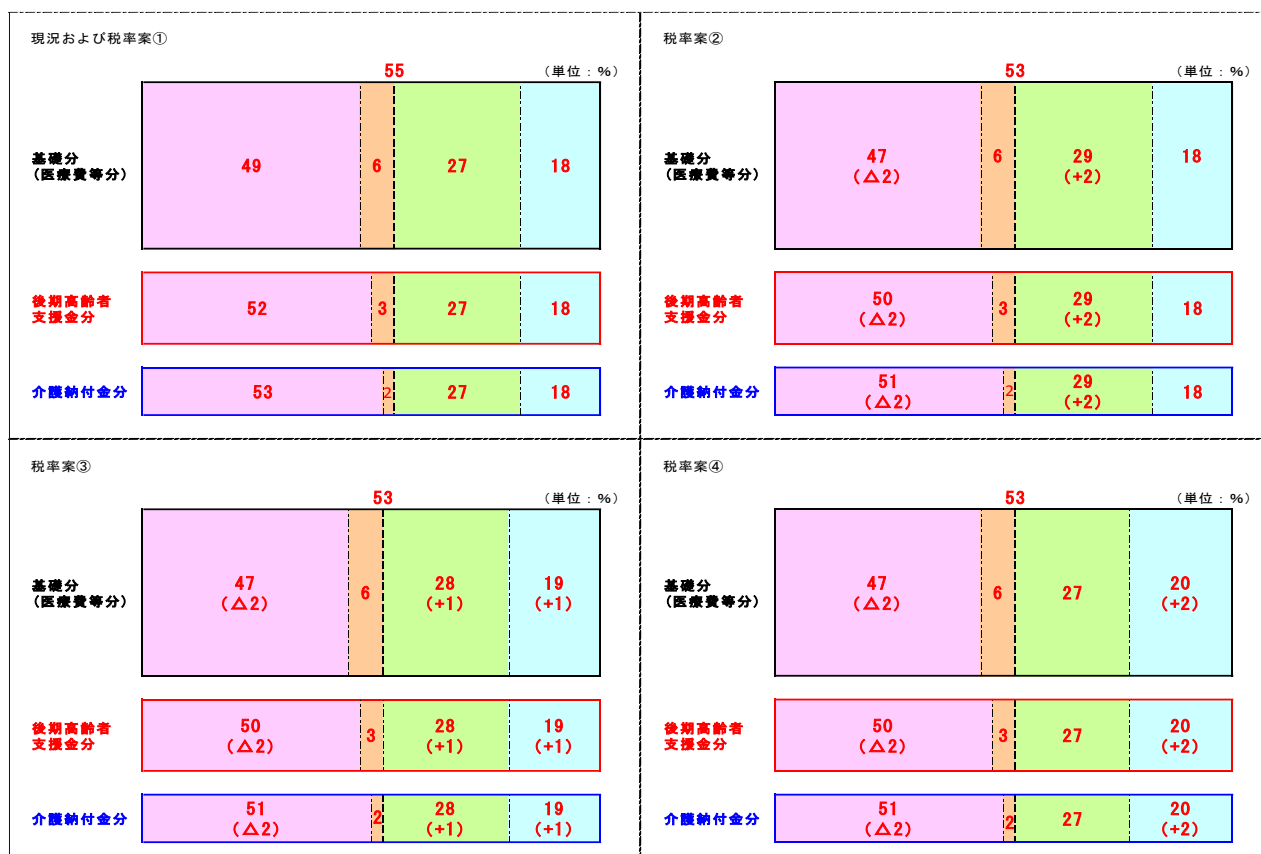 現況および税率案①
55
(単位:%)
基礎分
(医療費等分)
49
6
27
18
後期高齢者
支援金分
52
3
27
18
介護納付金分
53
2
27
18
税率案②
53
(単位:%)
基礎分
(医療費等分)
47
(△2)
6
29
(+2)
18
後期高齢者
支援金分
50
(△2)
3
29
(+2)
18
介護納付金分
51
(△2)
2
29
(+2)
18
税率案③
53
(単位:%)
基礎分
(医療費等分)
47
(△2)
6
28
(+1)
19
(+1)
後期高齢者
支援金分
50
(△2)
3
28
(+1)
19
(+1)
介護納付金分
51
(△2)
2
28
(+1)
19
(+1)
税率案④
53
(単位:%)
基礎分
(医療費等分)
47
(△2)
6
27
20
(+2)
後期高齢者
支援金分
50
(△2)
3
27
20
(+2)
介護納付金分
51
(△2)
2
27
20
(+2)